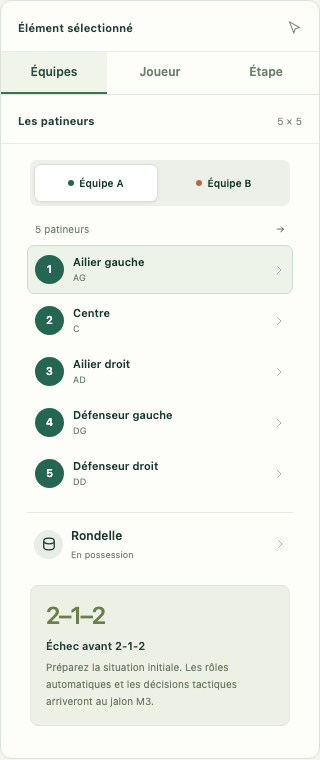 Élément sélectionné
Équipes Joueur Étape
Les patineurs 5 × 5
Équipe A Équipe B
5 patineurs →
1 Ailier gauche
AG
2 Centre
C
3 Ailier droit
AD
4 Défenseur gauche
DG
5 Défenseur droit
DD
Rondelle
En possession
2–1–2
Échec avant 2-1-2
Préparez la situation initiale. Les rôles
automatiques et les décisions tactiques
arriveront au jalon M3.